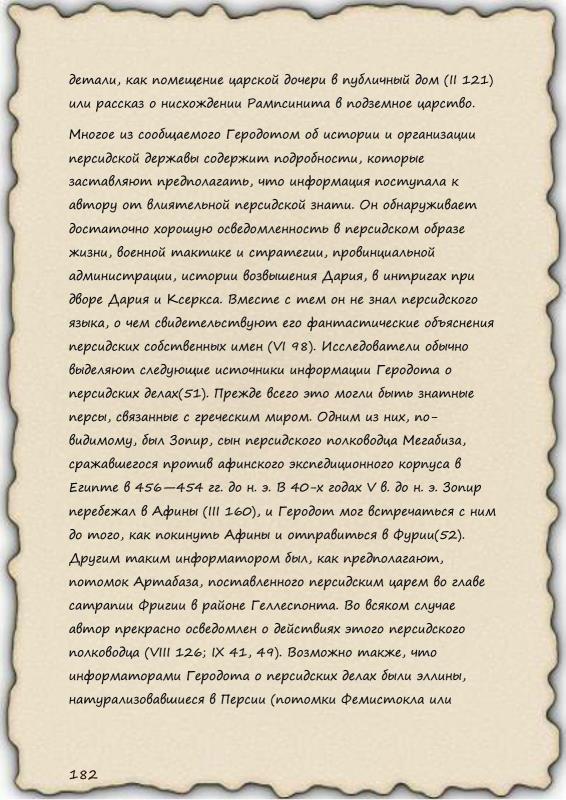 детали, как помещение царской дочери в публичный дом (II 121)
или рассказ о нисхождении Рампсинита в подземное царство.
Многое из сообщаемого Геродотом об истории и организации
персидской державы содержит подробности, которые
заставляют предполагать, что информация поступала к
автору от влиятельной персидской знати. Он обнаруживает
достаточно хорошую осведомленность в персидском образе
жизни, военной тактике и стратегии, провинциальной
администрации, истории возвышения Дария, в интригах при
дворе Дария и Ксеркса. Вместе с тем он не знал персидского
языка, о чем свидетельствуют его фантастические объяснения
персидских собственных имен (VI 98). Исследователи обычно
выделяют следующие источники информации Геродота о
персидских делах(51). Прежде всего это могли быть знатные
персы, связанные с греческим миром. Одним из них, по-
видимому, был Зопир, сын персидского полководца Мегабиза,
сражавшегося против афинского экспедиционного корпуса в
Египте в 456—454 гг. до н. э. В 40-х годах V в. до н. э. Зопир
перебежал в Афины (III 160), и Геродот мог встречаться с ним
до того, как покинуть Афины и отправиться в Фурии(52).
Другим таким информатором был, как предполагают,
потомок Артабаза, поставленного персидским царем во главе
сатрапии Фригии в районе Геллеспонта. Во всяком случае
автор прекрасно осведомлен о действиях этого персидского
полководца (VIII 126; IX 41, 49). Возможно также, что
информаторами Геродота о персидских делах были эллины,
натурализовавшиеся в Персии (потомки Фемистокла или
182